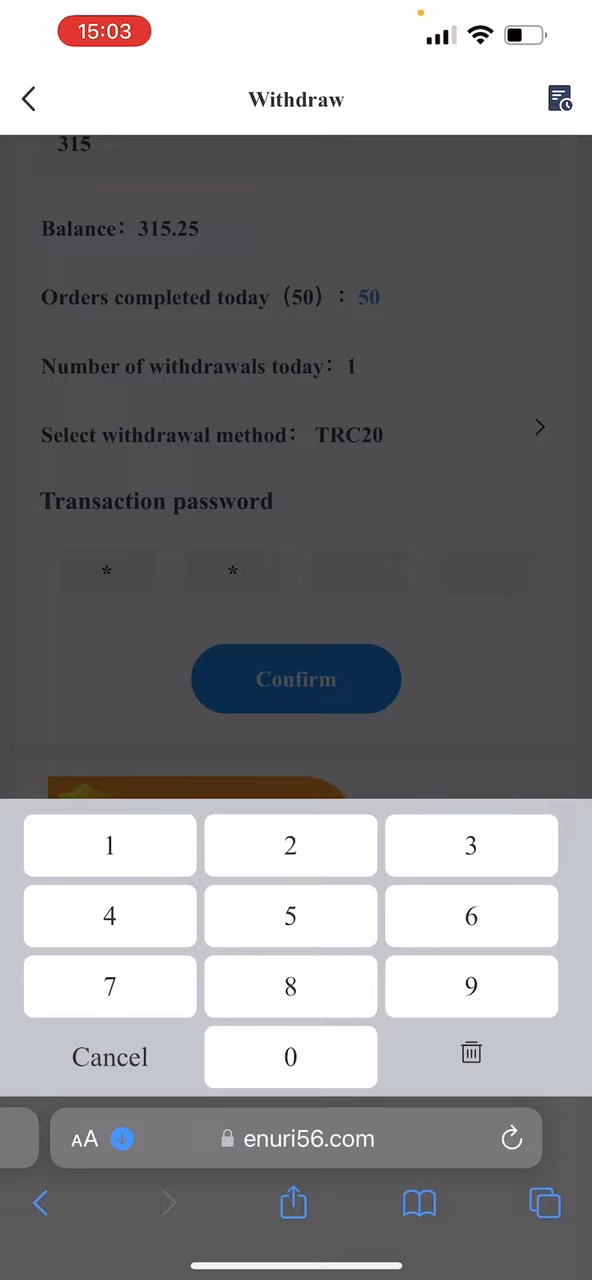 15:03
Withdraw
315
Balance: 315.25
Orders completed today（50）: 50
Number of withdrawals today: 1
Select withdrawal method: TRC20
Transaction password
* *
Confirm
1 2 3
4 5 6
7 8 9
Cancel 0
AA enuri56.com